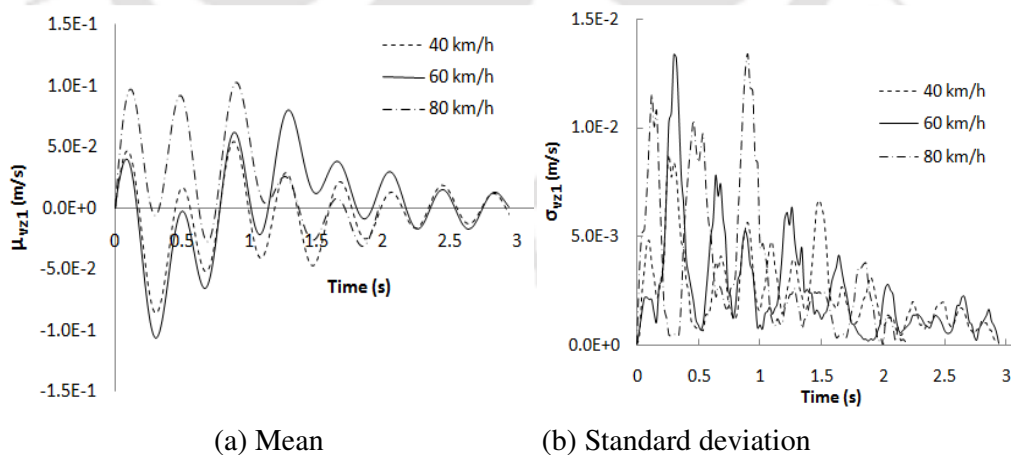 1.5E-1
1.0E-1
5.0E-2
0.0E+0
-5.0E-2
-1.0E-1
-1.5E-1
μvz1 (m/s)
0 0.5 1 1.5 2 2.5 3
Time (s)
40 km/h
60 km/h
80 km/h
(a) Mean
1.5E-2
1.0E-2
5.0E-3
0.0E+0
σvz1 (m/s)
0 0.5 1 1.5 2 2.5 3
Time (s)
40 km/h
60 km/h
80 km/h
(b) Standard deviation